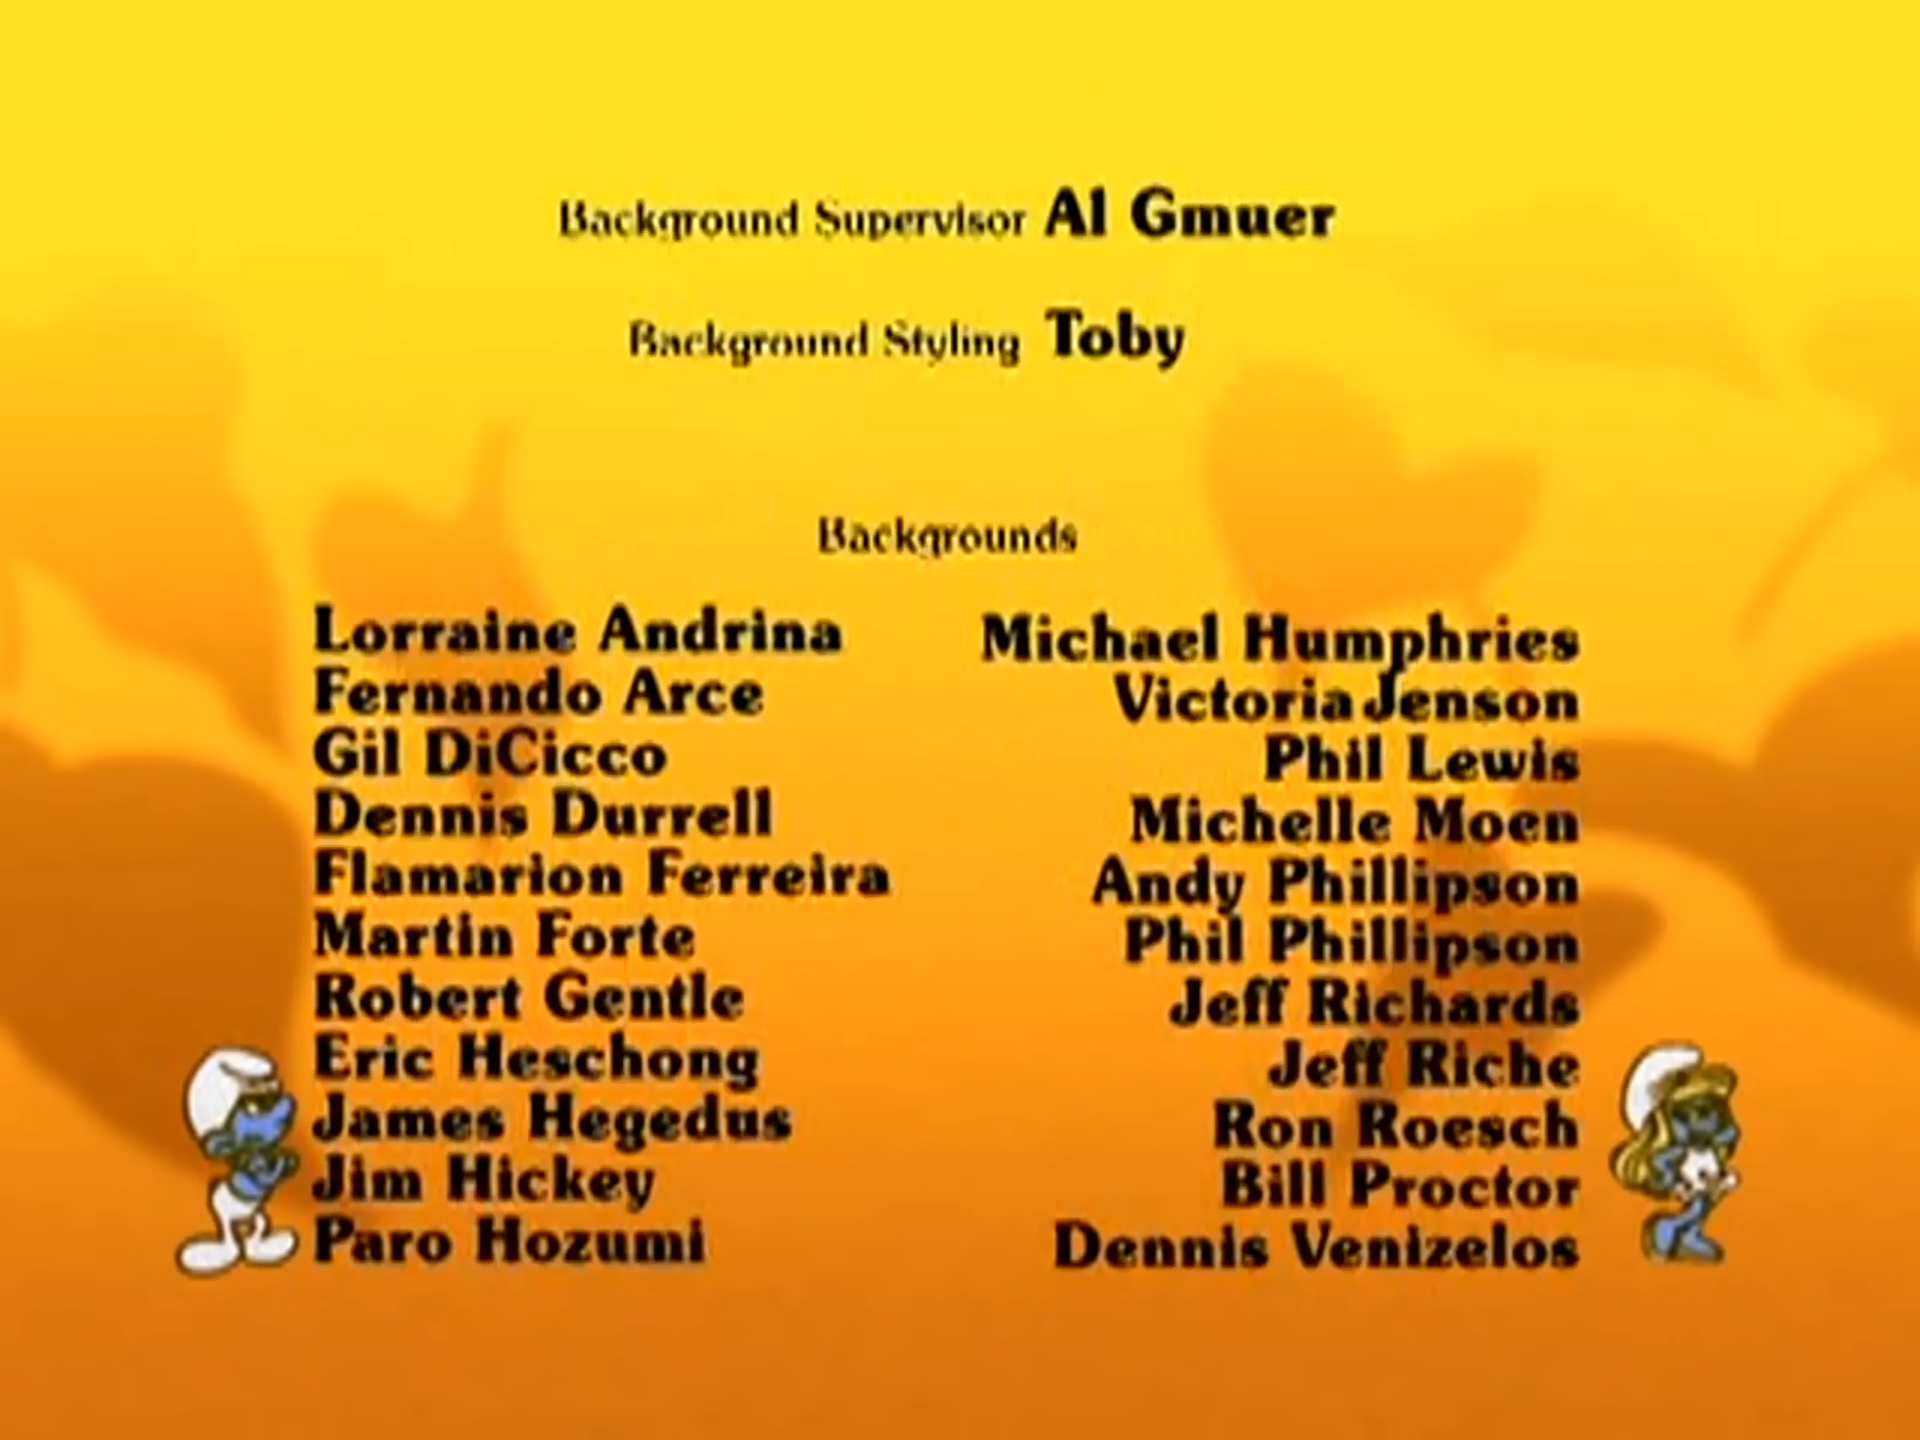 Background Supervisor Al Gmuer
Background Styling Toby
Backgrounds
Lorraine Andrina
Fernando Arce
Gil DiCicco
Dennis Durrell
Flamarion Ferreira
Martin Forte
Robert Gentle
Eric Heschong
James Hegedus
Jim Hickey
Paro Hozumi
Michael Humphries
Victoria Jenson
Phil Lewis
Michelle Moen
Andy Phillipson
Phil Phillipson
Jeff Richards
Jeff Riche
Ron Roesch
Bill Proctor
Dennis Venizelos